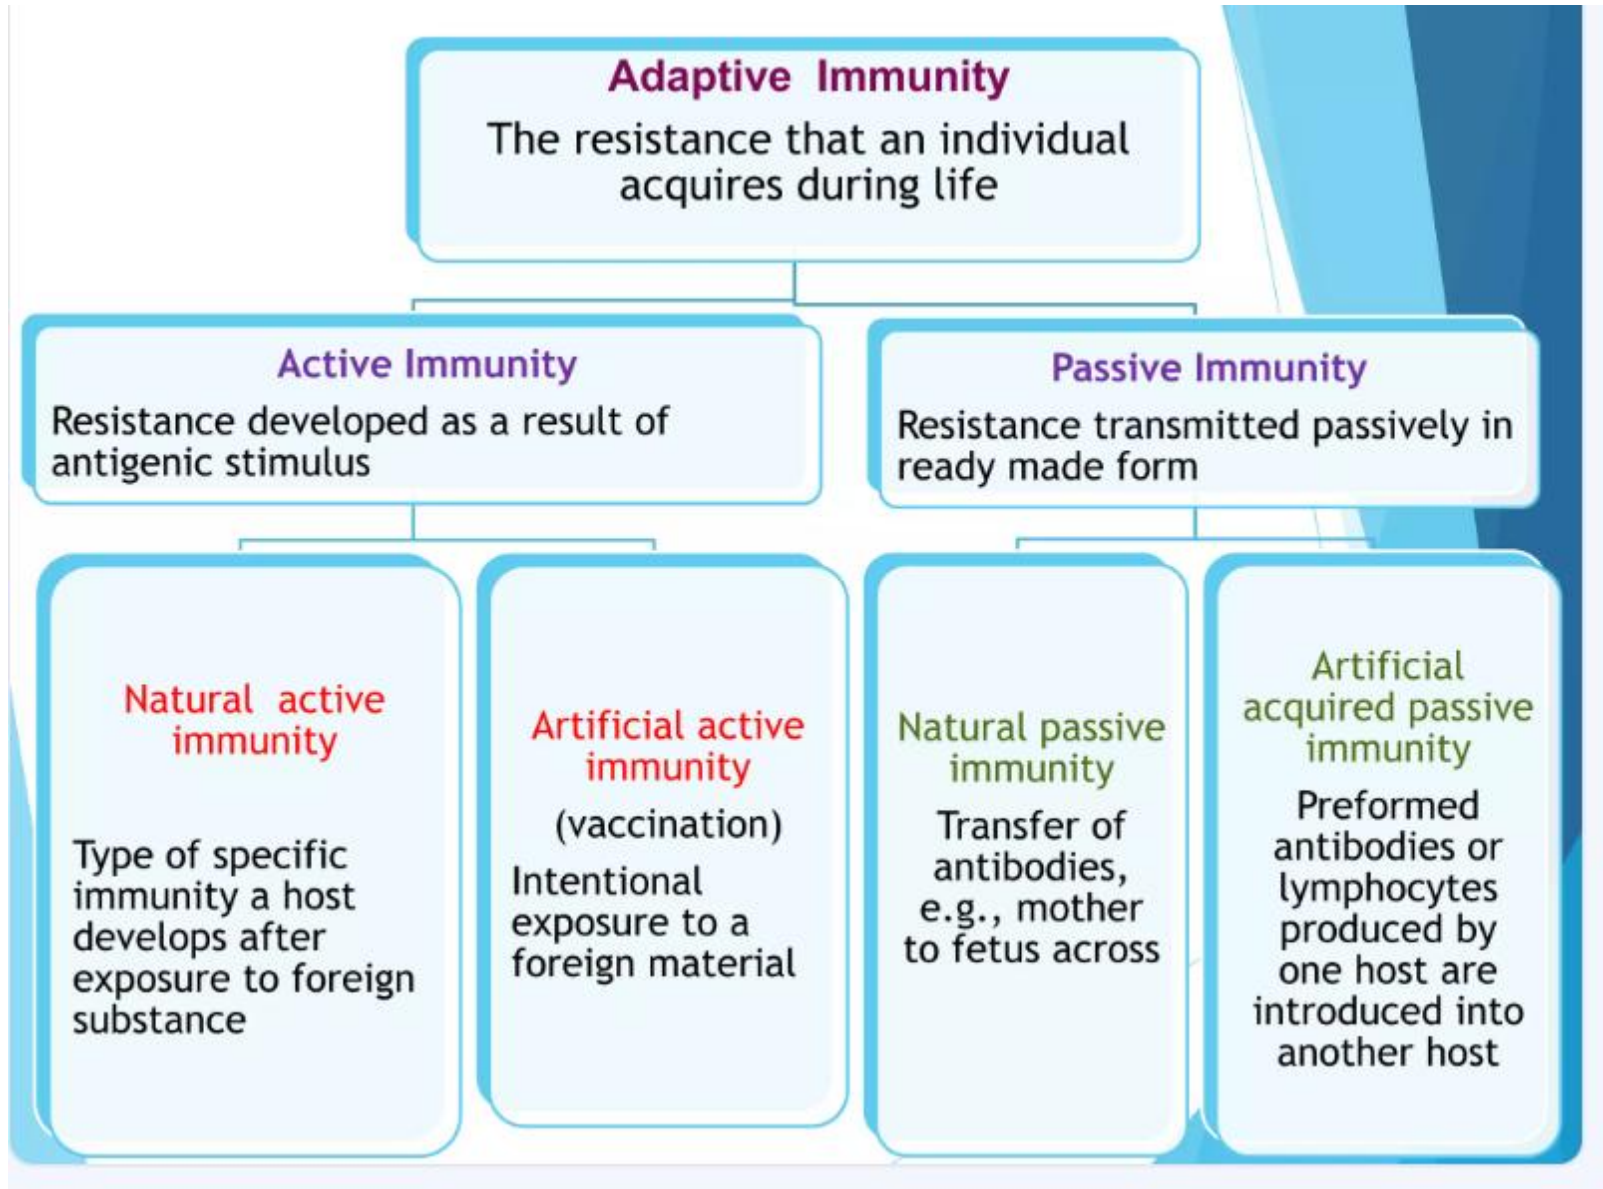 Adaptive Immunity
The resistance that an individual
acquires during life
Active Immunity
Resistance developed as a result of
antigenic stimulus
Passive Immunity
Resistance transmitted passively in
ready made form
Natural active
immunity
Type of specific
immunity a host
develops after
exposure to foreign
substance
Artificial active
immunity
(vaccination)
Intentional
exposure to a
foreign material
Natural passive
immunity
Transfer of
antibodies,
e.g., mother
to fetus across
Artificial
acquired passive
immunity
Preformed
antibodies or
lymphocytes
produced by
one host are
introduced into
another host